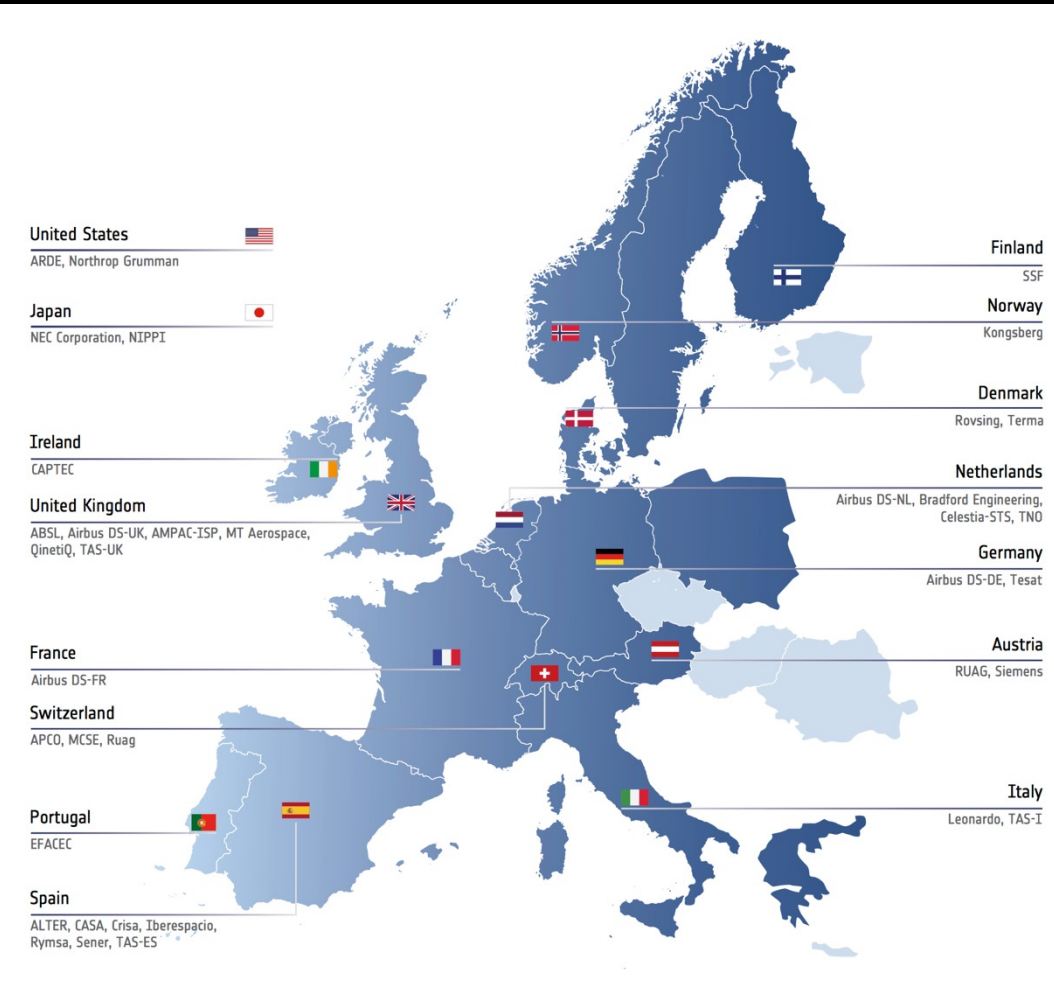 United States
ARDE, Northrop Grumman
Japan
NEC Corporation, NIPPI
Ireland
CAPTEC
United Kingdom
ABSL, Airbus DS-UK, AMPAC-ISP, MT Aerospace,
QinetiQ, TAS-UK
France
Airbus DS-FR
Switzerland
APCO, MCSE, Ruag
Portugal
EFACEC
Spain
ALTER, CASA, Crisa, Iberespacio,
Rymsa, Sener, TAS-ES
Finland
SSF
Norway
Kongsberg
Denmark
Rovsing, Terma
Netherlands
Airbus DS-NL, Bradford Engineering,
Celestia-STS, TNO
Germany
Airbus DS-DE, Tesat
Austria
RUAG, Siemens
Italy
Leonardo, TAS-I